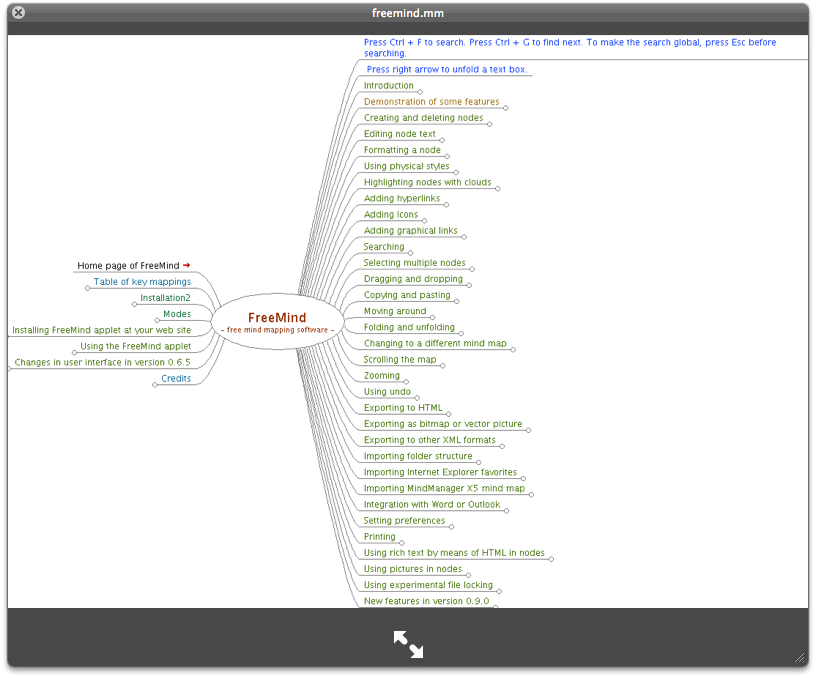 freemind.mm
Press Ctrl + F to search. Press Ctrl + G to find next. To make the search global, press Esc before
searching.
Press right arrow to unfold a text box.
Introduction
Demonstration of some features
Creating and deleting nodes
Editing node text
Formatting a node
Using physical styles
Highlighting nodes with clouds
Adding hyperlinks
Adding Icons
Adding graphical links
Searching
Selecting multiple nodes
Dragging and dropping
Copying and pasting
Moving around
Folding and unfolding
Changing to a different mind map
Scrolling the map
Zooming
Using undo
Exporting to HTML
Exporting as bitmap or vector picture
Exporting to other XML formats
Importing folder structure
Importing Internet Explorer favorites
Importing MindManager X5 mind map
Integration with Word or Outlook
Setting preferences
Printing
Using rich text by means of HTML in nodes
Using pictures in nodes
Using experimental file locking
New features in version 0.9.0
FreeMind
- free mind mapping software -
Home page of FreeMind
Table of key mappings
Installation2
Modes
Installing FreeMind applet at your web site
Using the FreeMind applet
Changes in user interface in version 0.6.5
Credits